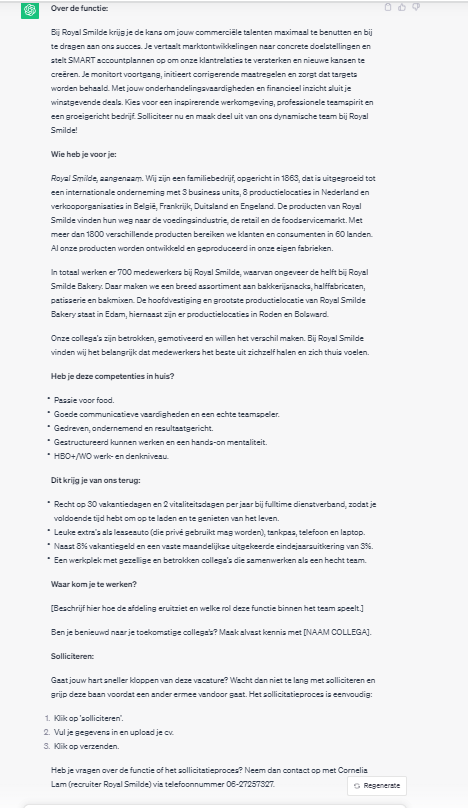 Over de functie:
Bij Royal Smilde krijg je de kans om jouw commerciële talenten maximaal te benutten en bij
te dragen aan ons succes. Je vertaalt marktontwikkelingen naar concrete doelstellingen en
stelt SMART accountplannen op om onze klantrelaties te versterken en nieuwe kansen te
creëren. Je monitort voortgang, initieert corrigerende maatregelen en zorgt dat targets
worden behaald. Met jouw onderhandelingsvaardigheden en financieel inzicht sluit je
winstgevende deals. Kies voor een inspirerende werkomgeving, professionele teamspirit en
een groeigericht bedrijf. Solliciteer nu en maak deel uit van ons dynamische team bij Royal
Smilde!
Wie heb je voor je:
Royal Smilde, aangenaam. Wij zijn een familiebedrijf, opgericht in 1863, dat is uitgegroeid tot
een internationale onderneming met 3 business units, 8 productielocaties in Nederland en
verkooporganisaties in België, Frankrijk, Duitsland en Engeland. De producten van Royal
Smilde vinden hun weg naar de voedingsindustrie, de retail en de foodservicemarkt. Met
meer dan 1800 verschillende producten bereiken we klanten en consumenten in 60 landen.
Al onze producten worden ontwikkeld en geproduceerd in onze eigen fabrieken.
In totaal werken er 700 medewerkers bij Royal Smilde, waarvan ongeveer de helft bij Royal
Smilde Bakery. Daar maken we een breed assortiment aan bakkerijsnacks, halffabricaten,
patisserie en bakmixen. De hoofdvestiging en grootste productielocatie van Royal Smilde
Bakery staat in Edam, hiernaast zijn er productielocaties in Roden en Bolsward.
Onze collega's zijn betrokken, gemotiveerd en willen het verschil maken. Bij Royal Smilde
vinden wij het belangrijk dat medewerkers het beste uit zichzelf halen en zich thuis voelen.
Heb je deze competenties in huis?
• Passie voor food.
• Goede communicatieve vaardigheden en een echte teamspeler.
• Gedreven, ondernemend en resultaatgericht.
• Gestructureerd kunnen werken en een hands-on mentaliteit.
• HBO+/WO werk- en denkniveau.
Dit krijg je van ons terug:
• Recht op 30 vakantiedagen en 2 vitaliteitsdagen per jaar bij fulltime dienstverband, zodat je
voldoende tijd hebt om op te laden en te genieten van het leven.
• Leuke extra's als leaseauto (die privé gebruikt mag worden), tankpas, telefoon en laptop.
• Naast 8% vakantiegeld en een vaste maandelijkse uitgekeerde eindejaarsuitkering van 3%.
• Een werkplek met gezellige en betrokken collega's die samenwerken als een hecht team.
Waar kom je te werken?
[Beschrijf hier hoe de afdeling eruitziet en welke rol deze functie binnen het team speelt.]
Ben je benieuwd naar je toekomstige collega's? Maak alvast kennis met [NAAM COLLEGA].
Solliciteren:
Gaat jouw hart sneller kloppen van deze vacature? Wacht dan niet te lang met solliciteren en
grijp deze baan voordat een ander ermee vandoor gaat. Het sollicitatieproces is eenvoudig:
1. Klik op 'solliciteren'.
2. Vul je gegevens in en upload je cv.
3. Klik op verzenden.
Heb je vragen over de functie of het sollicitatieproces? Neem dan contact op met Cornelia
Lam (recruiter Royal Smilde) via telefoonnummer 06-27257327.
Regenerate